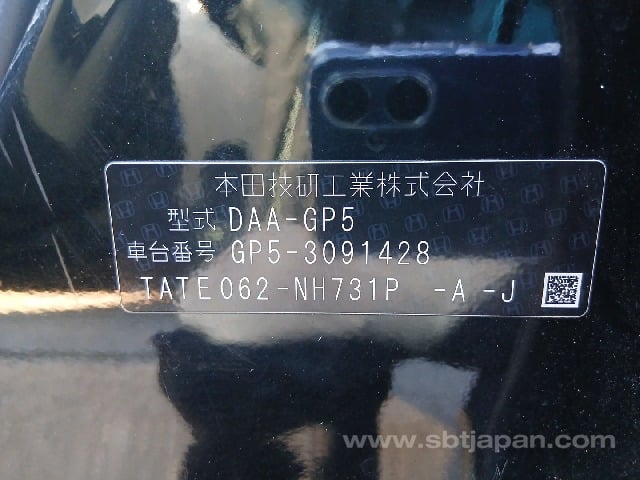 本田技研工業株式会社
型式 DAA-GP5
車台番号 GP5-3091428
TATE062-NH731P -A -J
www.sbtjapan.com